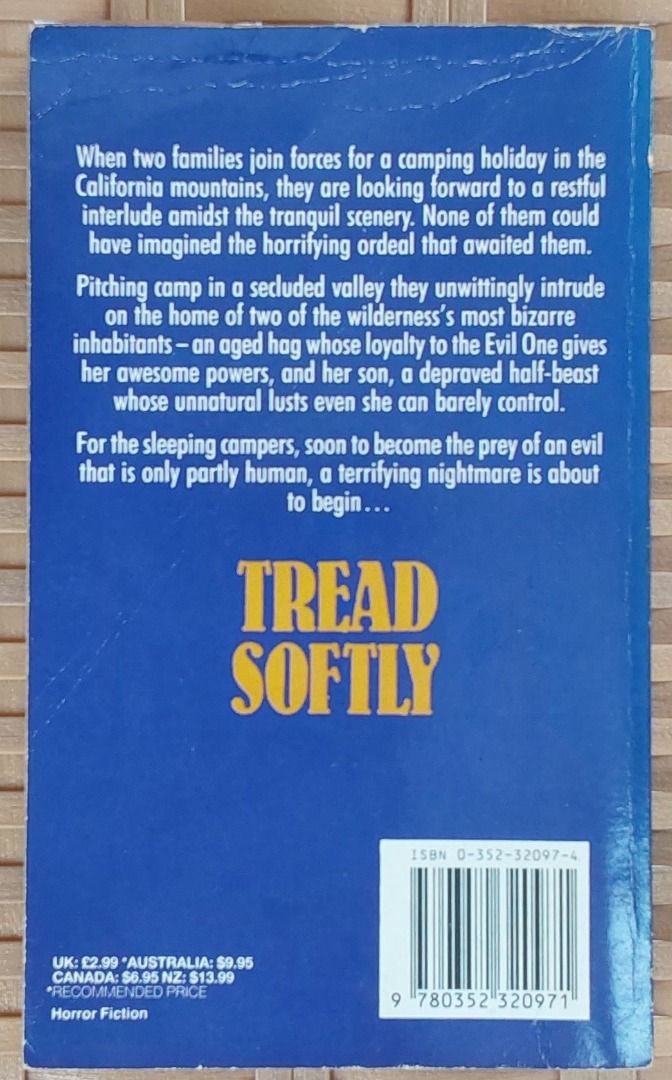 When two families join forces for a camping holiday in the
California mountains, they are looking forward to a restful
interlude amidst the tranquil scenery. None of them could
have imagined the horrifying ordeal that awaited them.
Pitching camp in a secluded valley they unwittingly intrude
on the home of two of the wilderness's most bizarre
inhabitants – an aged hag whose loyalty to the Evil One gives
her awesome powers, and her son, a depraved half-beast
whose unnatural lusts even she can barely control.
For the sleeping campers, soon to become the prey of an evil
that is only partly human, a terrifying nightmare is about
to begin...
TREAD
SOFTLY
ISBN 0-352-32097-4
9 780352 320971
UK: £2.99 *AUSTRALIA: $9.95
CANADA: $6.95 NZ: $13.99
*RECOMMENDED PRICE
Horror Fiction